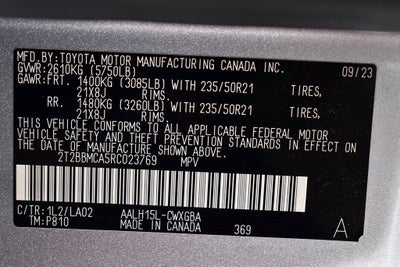 MFD.BY:TOYOTA MOTOR MANUFACTURING CANADA INC. 09/23
GVWR:2610KG (5750LB)
GAWR:FRT. 1400KG (3085LB) WITH 235/50R21 TIRES,
21X8J RIMS,
RR. 1480KG (3260LB) WITH 235/50R21 TIRES,
21X8J RIMS.
THIS VEHICLE CONFORMS TO ALL APPLICABLE FEDERAL MOTOR
VEHICLE SAFETY, BUMPER, AND THEFT PREVENTION STANDARDS IN
EFFECT ON THE DATE OF MANUFACTURE SHOWN ABOVE.
2T2BBMCA5RC023769 MPV
C/TR:1L2/LA02 AALH15L-CWXGBA A
TM:P810 MADE IN CANADA 369